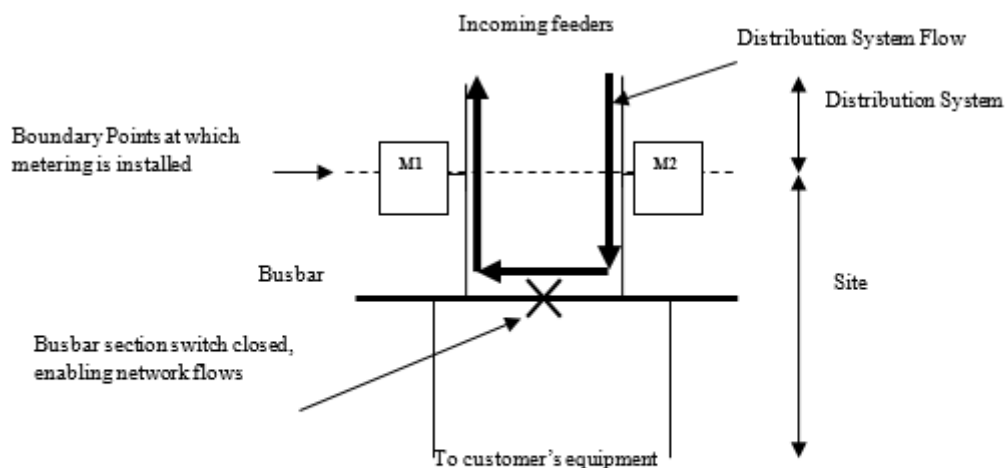 Incoming feeders
Distribution System Flow
Distribution System
Boundary Points at which
metering is installed
M1
M2
Busbar
Site
Busbar section switch closed,
enabling network flows
To customer's equipment